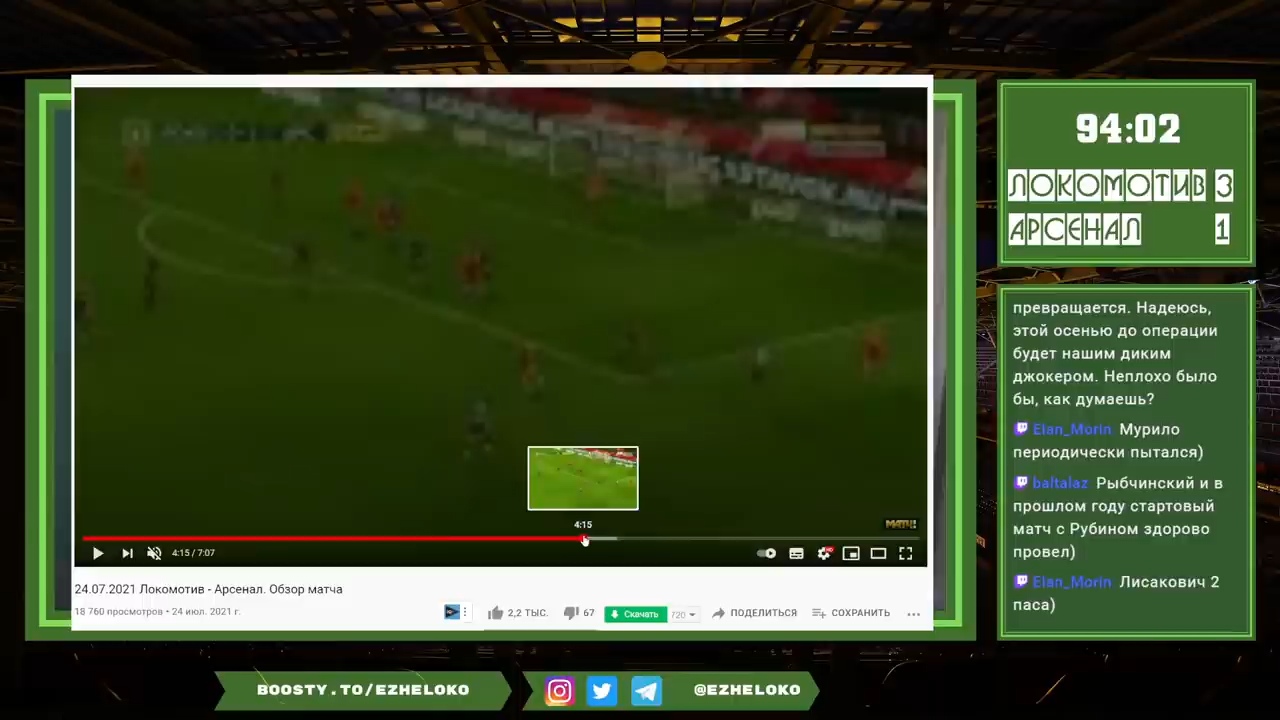 94:02
ЛОКОМОТИВ 3
АРСЕНАЛ 1
превращается. Надеюсь,
этой осенью до операции
будет нашим диким
джокером. Неплохо было
бы, как думаешь?
Elan_Morin Мурило
периодически пытался)
baltalaz Рыбчинский и в
прошлом году стартовый
матч с Рубином здорово
провел)
Elan_Morin Лисакович 2
паса)
МАТЧ!
4:15
4:15 / 7:07
24.07.2021 Локомотив - Арсенал. Обзор матча
18 760 просмотров • 24 июл. 2021 г.
2,2 ТЫС.
67
Скачать
720
ПОДЕЛИТЬСЯ
СОХРАНИТЬ
BOOSTY.TO/EZHELOKO
@EZHELOKO